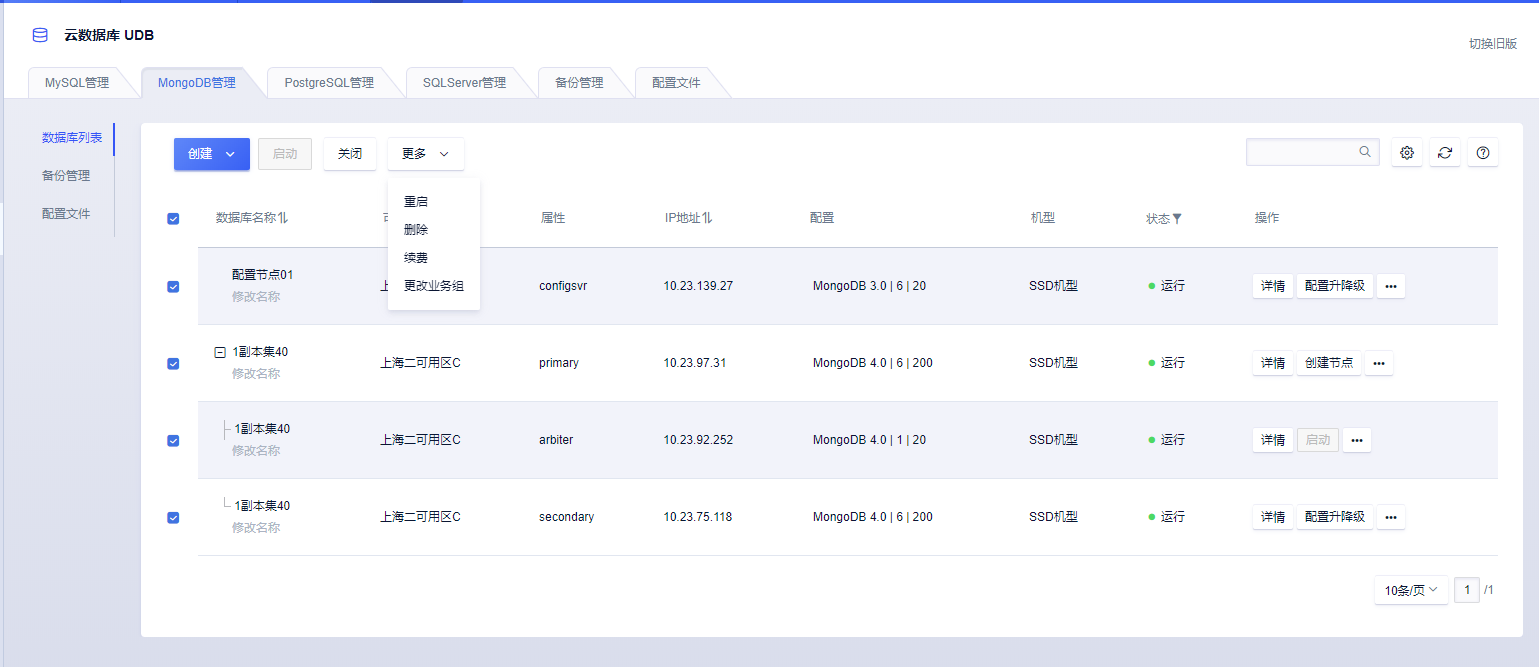 云数据库 UDB
切换旧版
MySQL管理 MongoDB管理 PostgreSQL管理 SQLServer管理 备份管理 配置文件
数据库列表
备份管理
配置文件
创建 启动 关闭 更多
重启
删除
续费
更改业务组
数据库名称 属性 IP地址 配置 机型 状态 操作
配置节点01
修改名称
上 configsvr 10.23.139.27 MongoDB 3.0 | 6 | 20 SSD机型 运行 详情 配置升降级 •••
1副本集40
修改名称
上海二可用区C primary 10.23.97.31 MongoDB 4.0 | 6 | 200 SSD机型 运行 详情 创建节点 •••
1副本集40
修改名称
上海二可用区C arbiter 10.23.92.252 MongoDB 4.0 | 1 | 20 SSD机型 运行 详情 启动 •••
1副本集40
修改名称
上海二可用区C secondary 10.23.75.118 MongoDB 4.0 | 6 | 200 SSD机型 运行 详情 配置升降级 •••
10条/页 1 /1